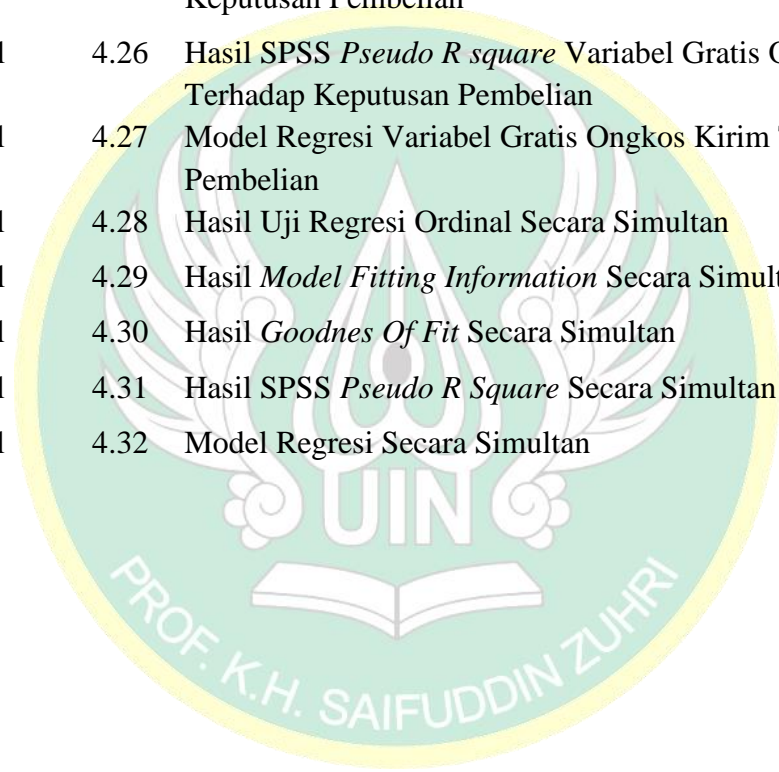 Keputusan Pembelian
l 4.26 Hasil SPSS Pseudo R square Variabel Gratis
Terhadap Keputusan Pembelian
l 4.27 Model Regresi Variabel Gratis Ongkos Kirim
Pembelian
l 4.28 Hasil Uji Regresi Ordinal Secara Simultan
l 4.29 Hasil Model Fitting Information Secara
l 4.30 Hasil Goodnes Of Fit Secara Simultan
l 4.31 Hasil SPSS Pseudo R Square Secara Simultan
l 4.32 Model Regresi Secara Simultan
UIN
PROF. K.H. SAIFUDDIN ZUHRI